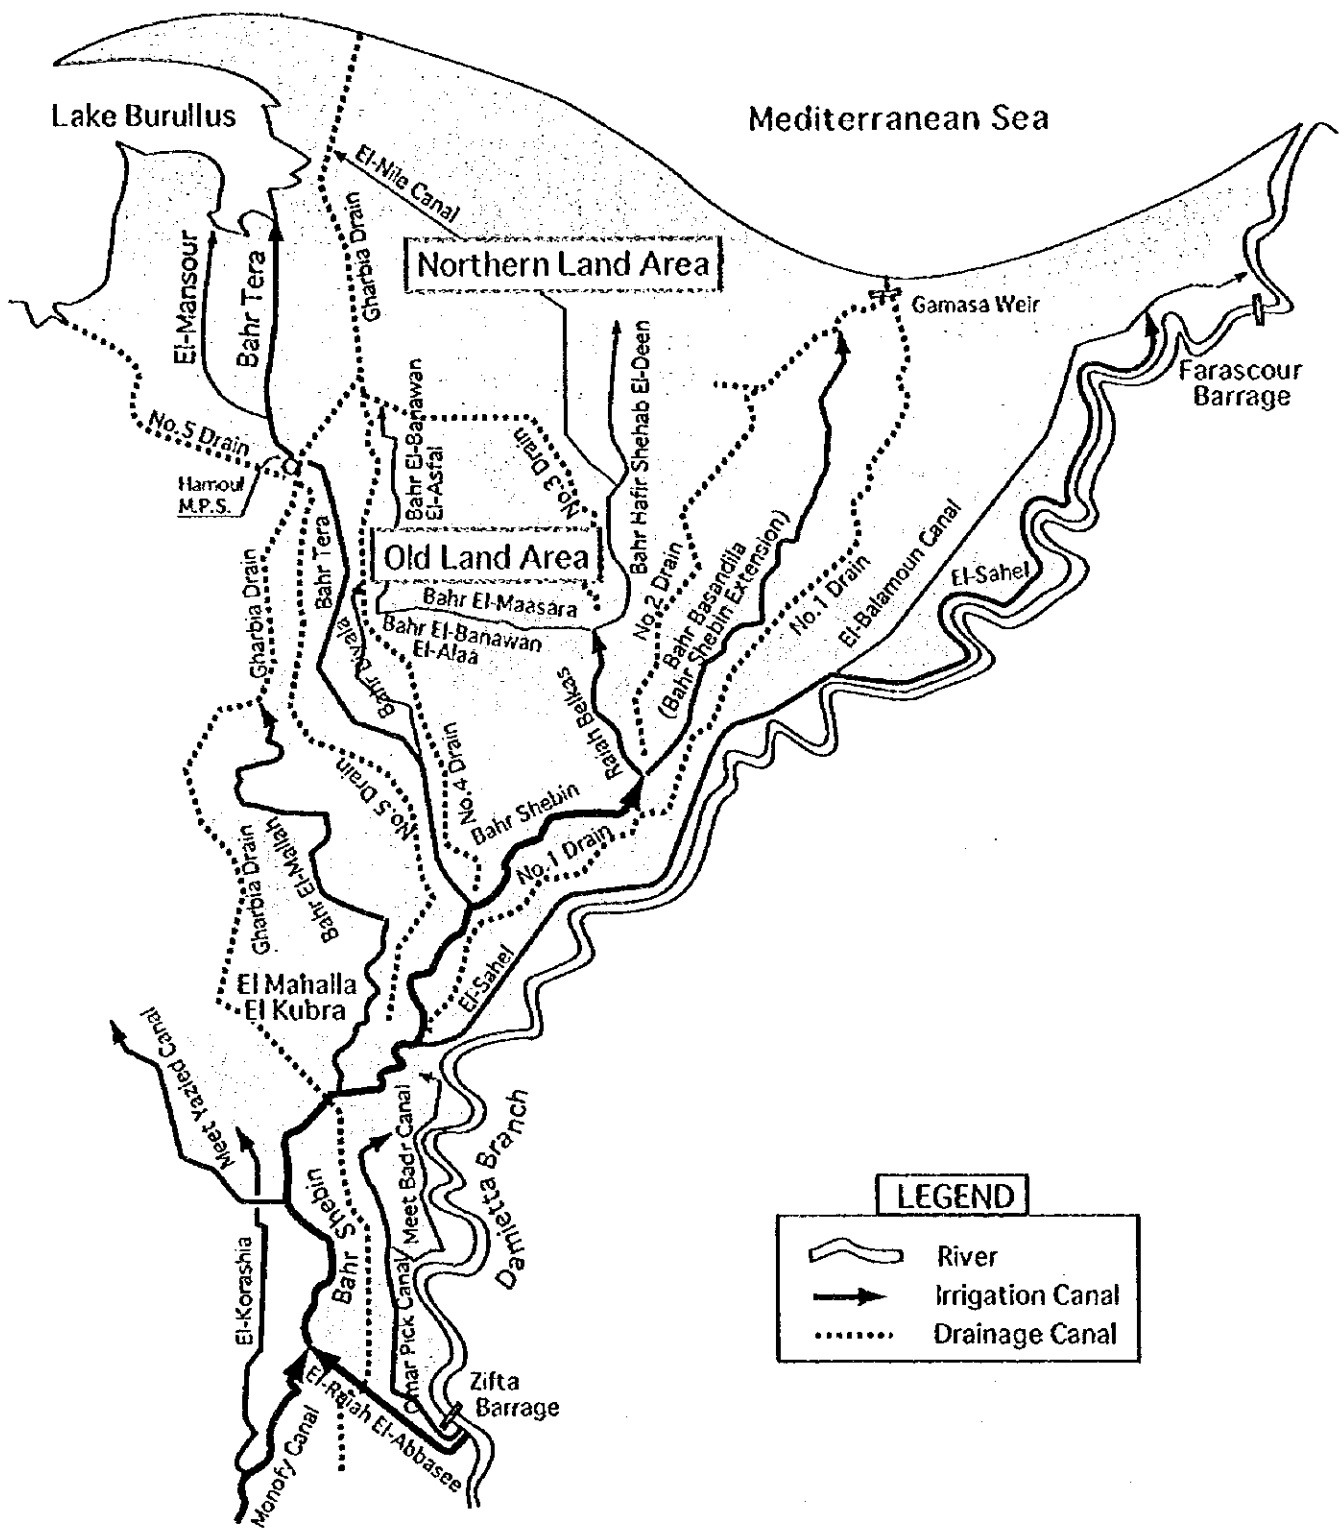 Lake Burullus
Mediterranean Sea
El-Nile Canal
Gharbia Drain
Northern Land Area
El-Mansour
Bahr Tera
Gamasa Weir
Farascour
Barrage
No.5 Drain
Hamoul
M.P.S.
Bahr El-Banawan
El-Asfal
No.3 Drain
Bahr Hafir Shehab El-Deen
Old Land Area
Gharbia Drain
Bahr Tera
Bahr Diyala
Bahr El-Maasara
Bahr El-Banawan
El-Alaa
No.2 Drain
Bahr Basandila
(Bahr Shebin Extension)
No.1 Drain
El-Balamoun Canal
El-Sahel
Raiah Belkas
No.4 Drain
No.5 Drain
Bahr Shebin
No.1 Drain
Gharbia Drain
Bahr El-Mallah
El Mahalla
El Kubra
El-Sahel
Meet Yazied Canal
Meet Badr Canal
Damietta Branch
Bahr Shebin
El-Korashia
Omar Pick Canal
Zifta
Barrage
El-Raiah El-Abbasee
Monofy Canal
LEGEND
River
Irrigation Canal
Drainage Canal